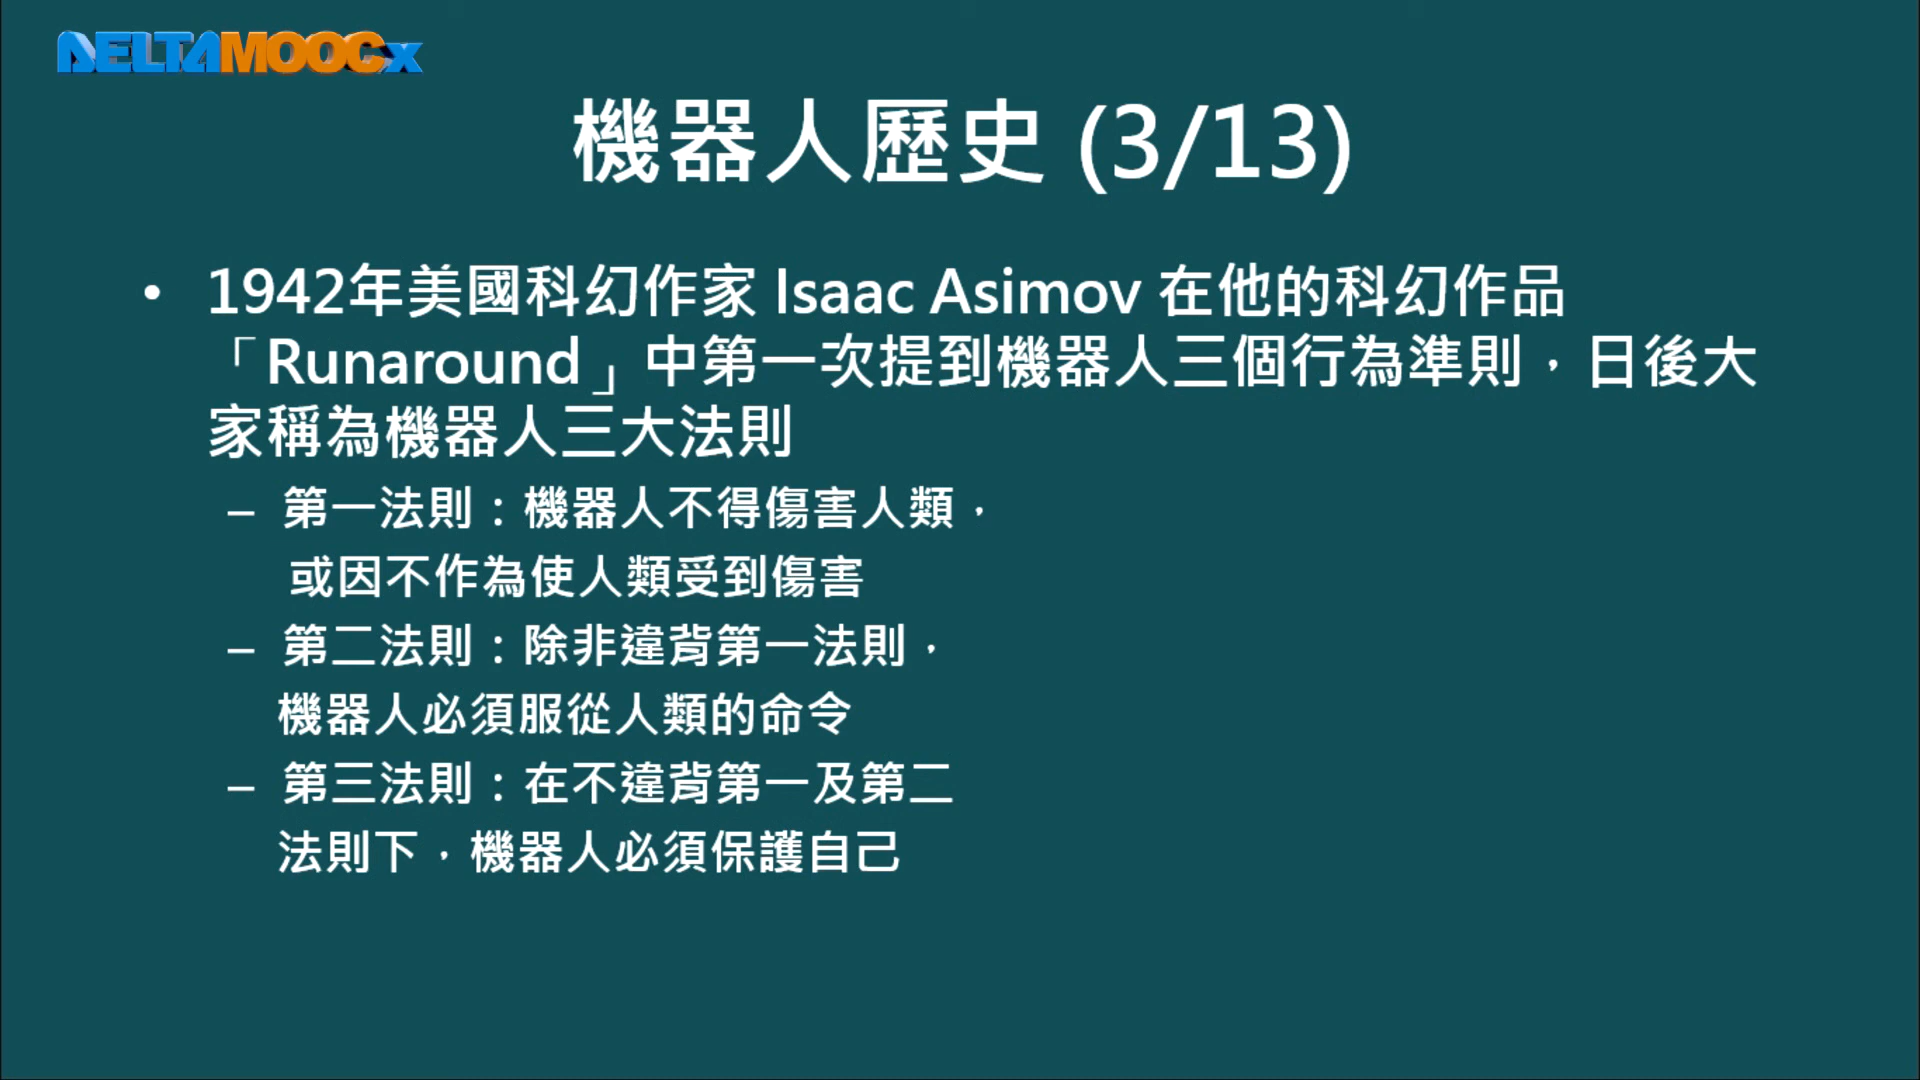 DELTAMOOCx
機器人歷史 (3/13)
• 1942年美國科幻作家 Isaac Asimov 在他的科幻作品
「Runaround」中第一次提到機器人三個行為準則，日後大
家稱為機器人三大法則
– 第一法則：機器人不得傷害人類，
或因不作為使人類受到傷害
– 第二法則：除非違背第一法則，
機器人必須服從人類的命令
– 第三法則：在不違背第一及第二
法則下，機器人必須保護自己